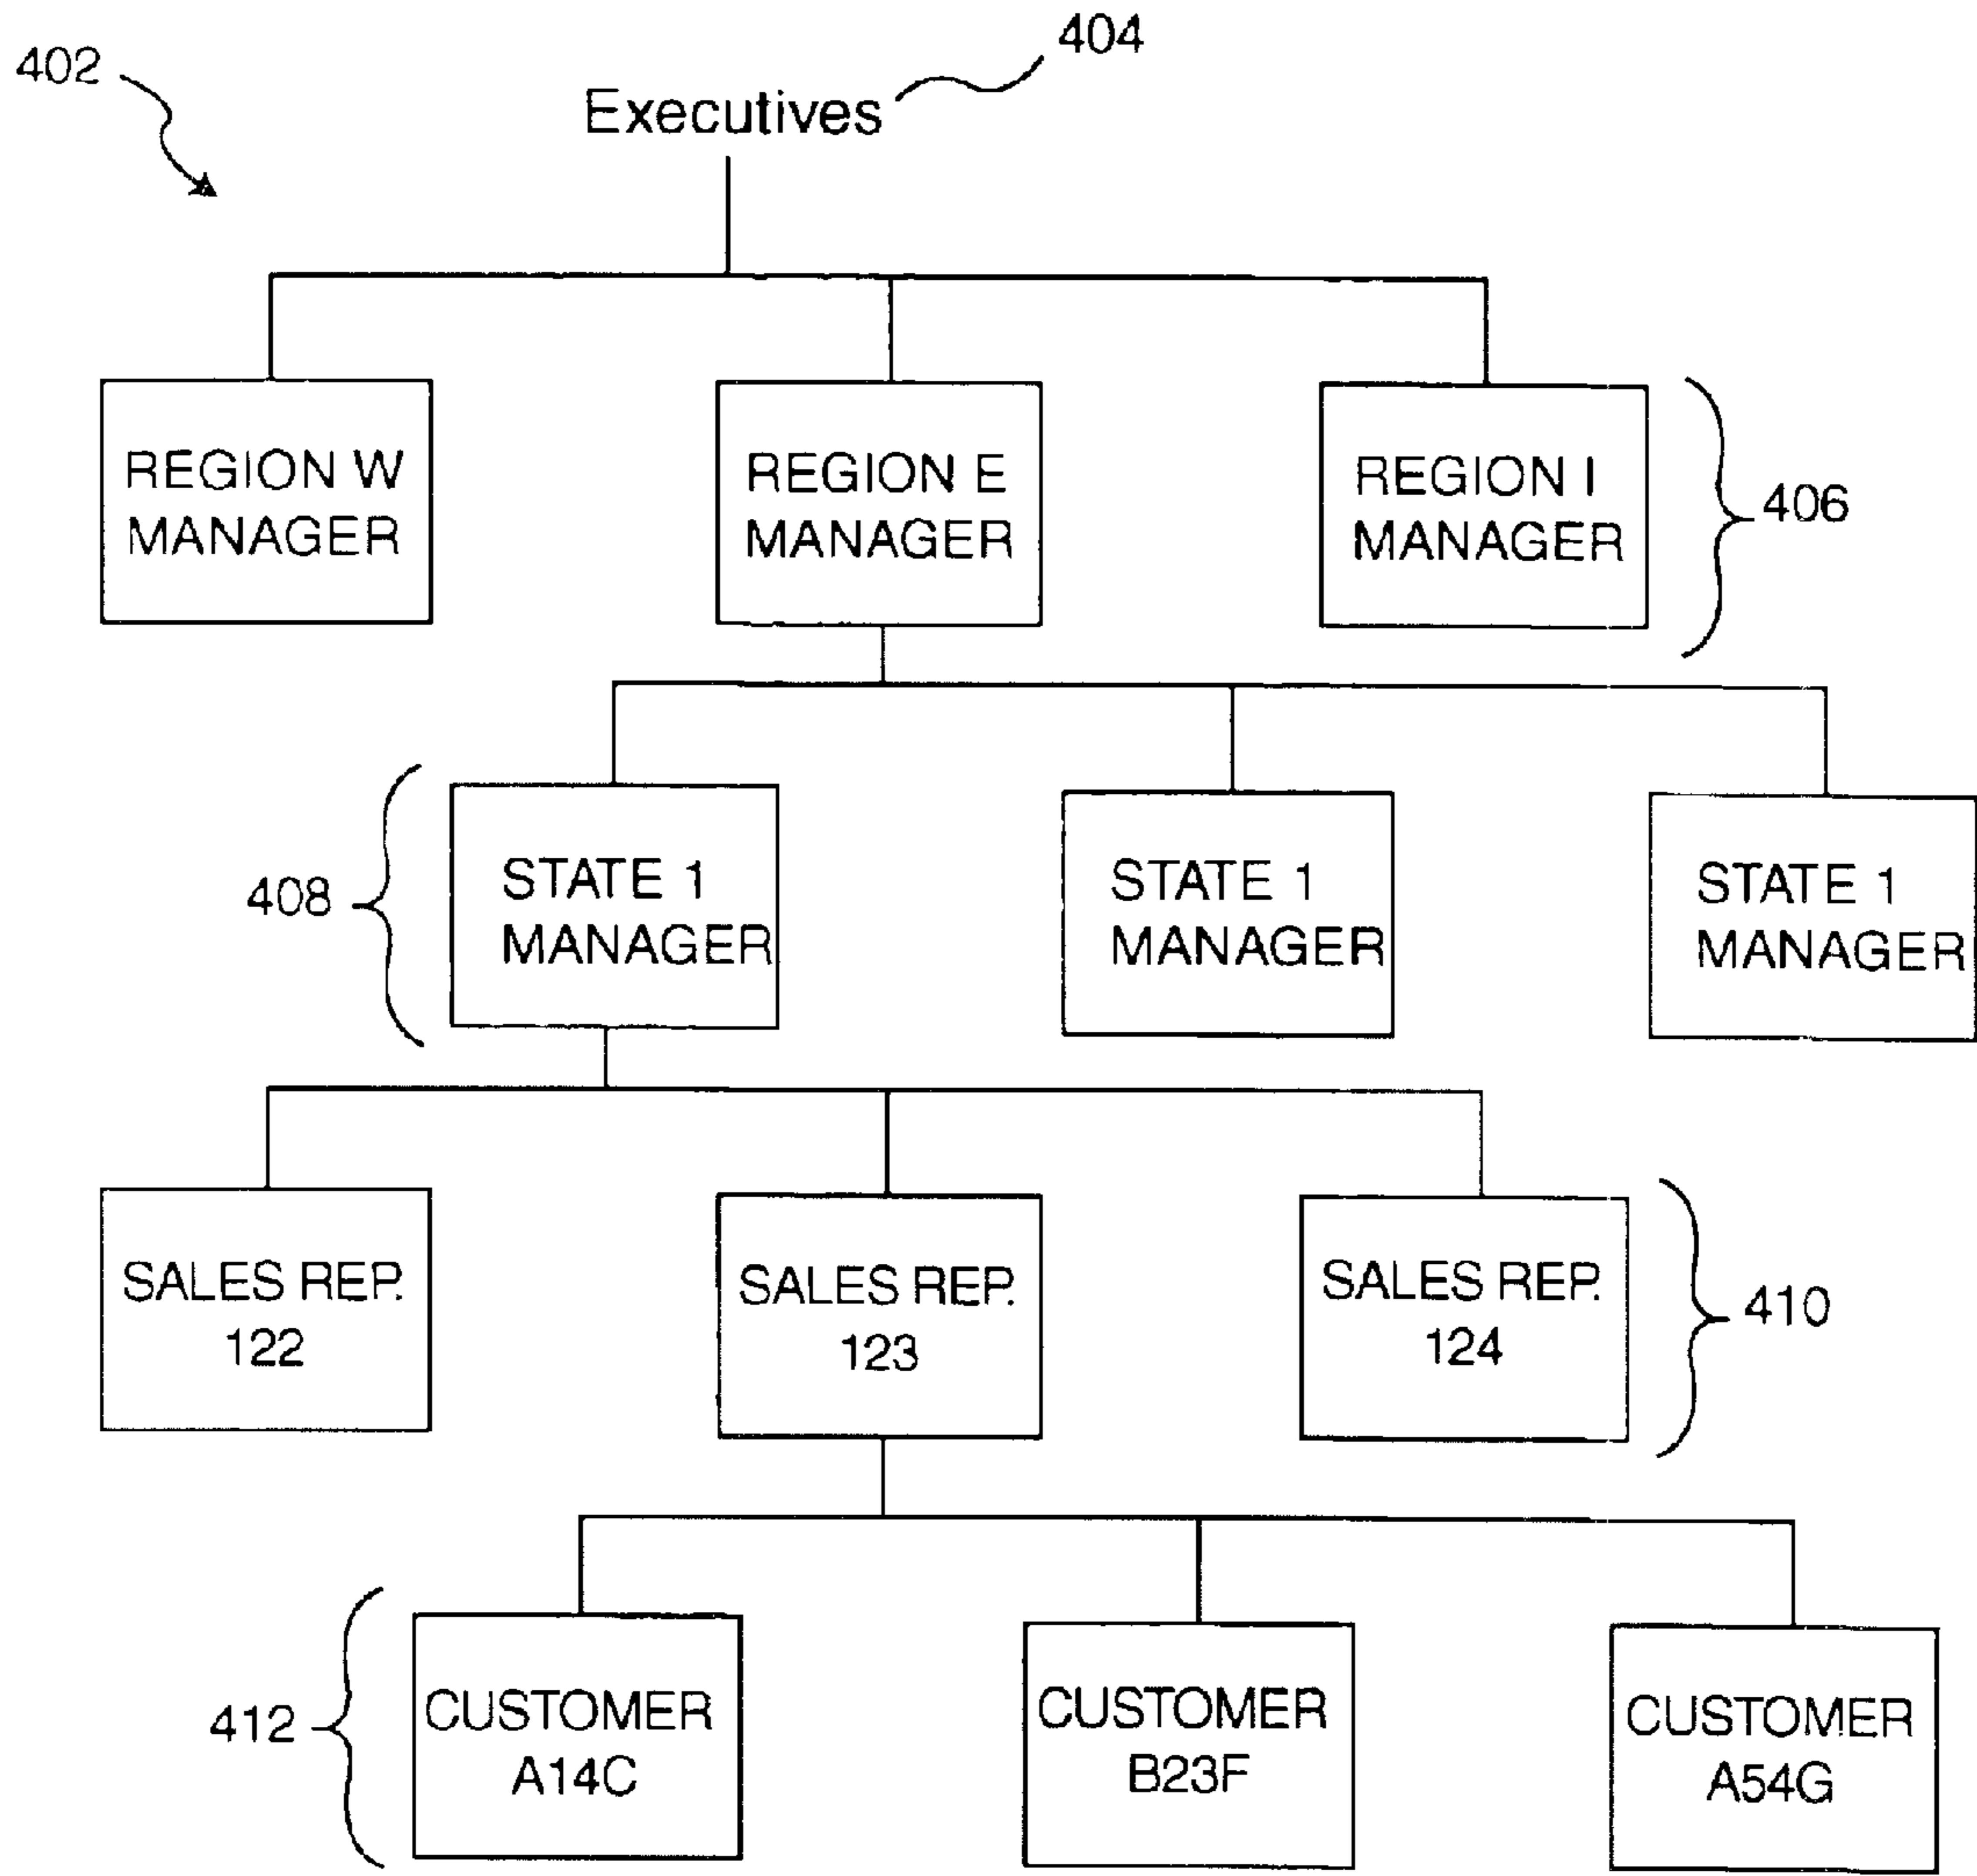 404
402
Executives
REGION W
MANAGER
REGION E
MANAGER
REGION I
MANAGER
406
408
STATE 1
MANAGER
STATE 1
MANAGER
STATE 1
MANAGER
SALES REP.
122
SALES REP.
123
SALES REP.
124
410
412
CUSTOMER
A14C
CUSTOMER
B23F
CUSTOMER
A54G